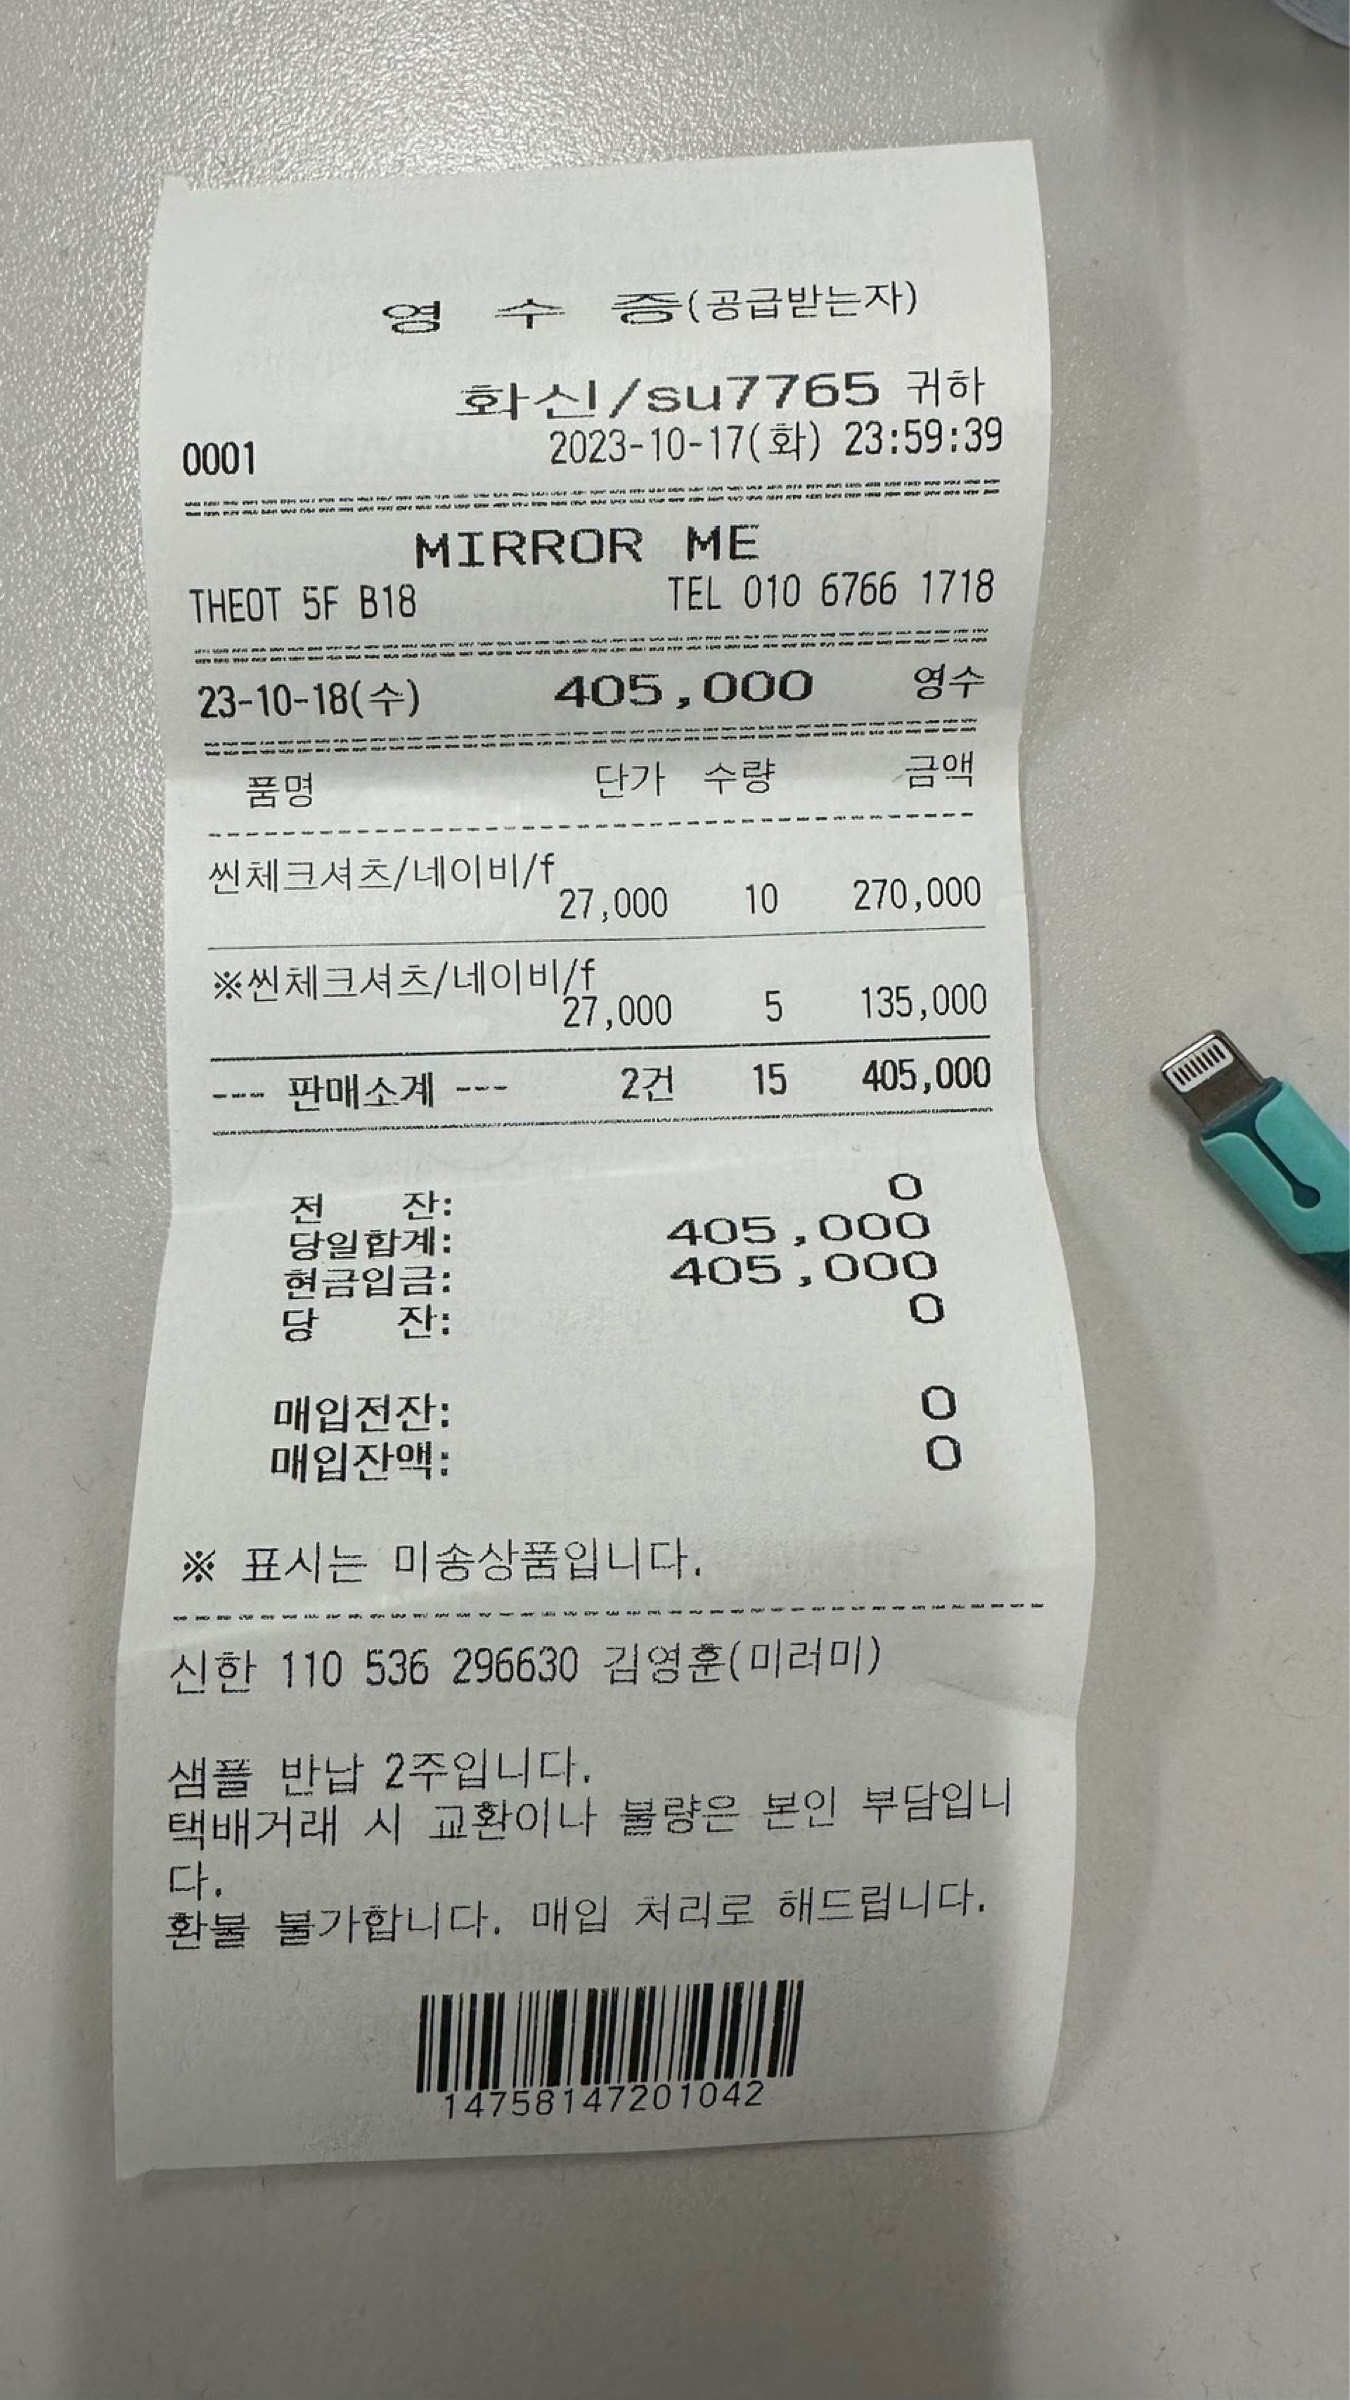 영 수 증(공급받는자)
화신/su7765 귀하
0001 2023-10-17(화) 23:59:39
MIRROR ME
THEOT 5F B18 TEL 010 6766 1718
23-10-18(수) 405,000 영수
품명 단가 수량 금액
씬체크셔츠/네이비/f
27,000 10 270,000
※씬체크셔츠/네이비/f
27,000 5 135,000
--- 판매소계 --- 2건 15 405,000
전 잔: 0
당일합계: 405,000
현금입금: 405,000
당 잔: 0
매입전잔: 0
매입잔액: 0
※ 표시는 미송상품입니다.
신한 110 536 296630 김영훈(미러미)
샘플 반납 2주입니다.
택배거래 시 교환이나 불량은 본인 부담입니
다.
환불 불가합니다. 매입 처리로 해드립니다.
14758147201042